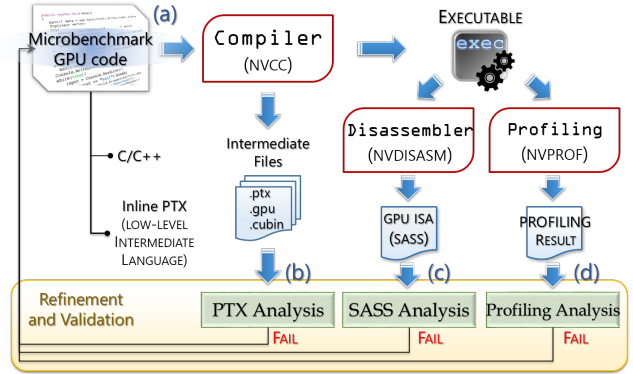 (a)
Microbenchmark
GPU code
Compiler
(NVCC)
EXECUTABLE
exec
Disassembler
(NVDISASM)
Profiling
(NVPROF)
C/C++
Inline PTX
(LOW-LEVEL
INTERMEDIATE
LANGUAGE)
Intermediate
Files
.ptx
.gpu
.cubin
GPU ISA
(SASS)
PROFILING
RESULT
(b)
(c)
(d)
Refinement
and Validation
PTX Analysis
SASS Analysis
Profiling Analysis
FAIL
FAIL
FAIL